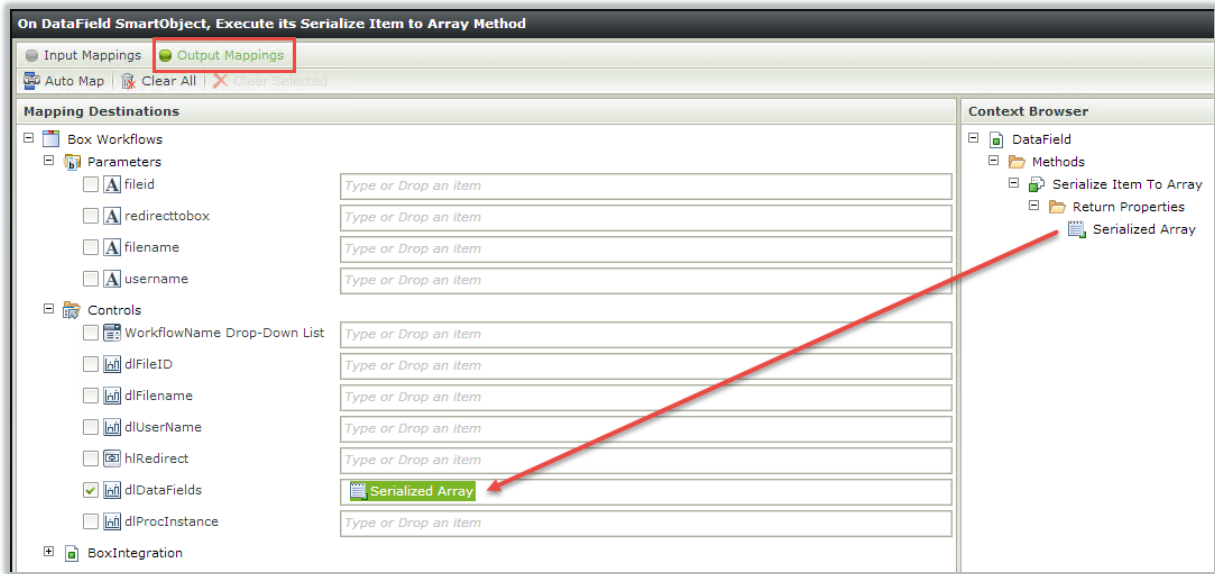 On DataField SmartObject, Execute its Serialize Item to Array Method
Input Mappings Output Mappings
Auto Map Clear All Clear Selected
Mapping Destinations
Box Workflows
Parameters
fileid Type or Drop an item
redirecttobox Type or Drop an item
filename Type or Drop an item
username Type or Drop an item
Controls
WorkflowName Drop-Down List Type or Drop an item
dlFileID Type or Drop an item
dlFilename Type or Drop an item
dlUserName Type or Drop an item
hlRedirect Type or Drop an item
dlDataFields Serialized Array
dlProcInstance Type or Drop an item
BoxIntegration
Context Browser
DataField
Methods
Serialize Item To Array
Return Properties
Serialized Array